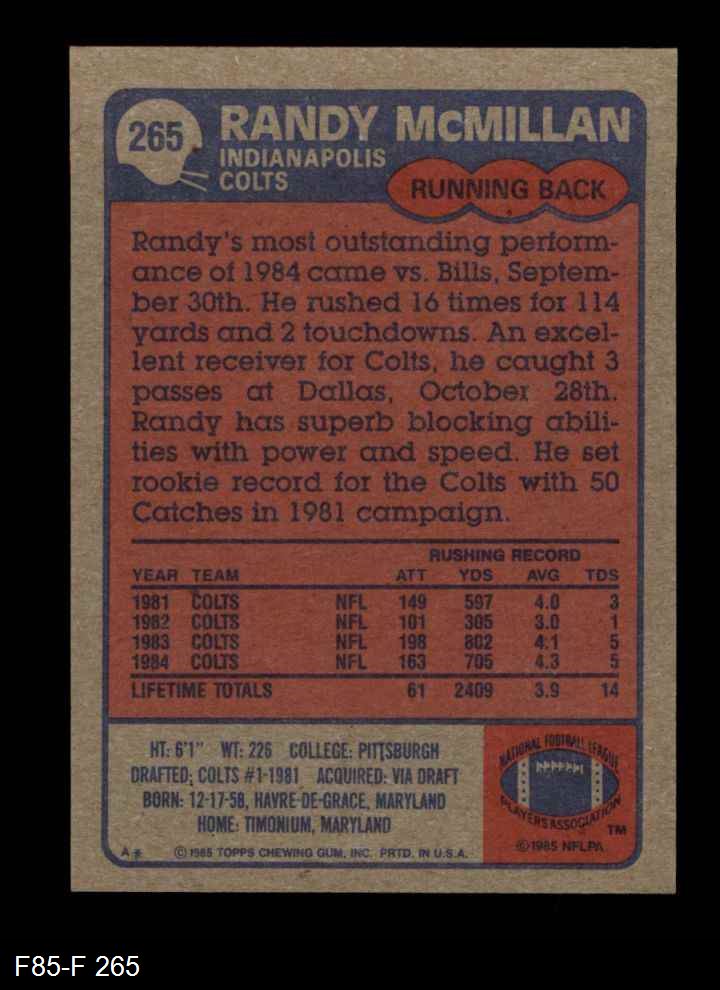 265
RANDY McMILLAN
INDIANAPOLIS
COLTS
RUNNING BACK
Randy's most outstanding perform-
ance of 1984 came vs. Bills, Septem-
ber 30th. He rushed 16 times for 114
yards and 2 touchdowns. An excel-
lent receiver for Colts, he caught 3
passes at Dallas, October 28th.
Randy has superb blocking abili-
ties with power and speed. He set
rookie record for the Colts with 50
Catches in 1981 campaign.
RUSHING RECORD
YEAR TEAM ATT YDS AVG TDS
1981 COLTS NFL 149 597 4.0 3
1982 COLTS NFL 101 305 3.0 1
1983 COLTS NFL 198 802 4.1 5
1984 COLTS NFL 163 705 4.3 5
LIFETIME TOTALS 61 2409 3.9 14
HT: 6'1" WT: 226 COLLEGE: PITTSBURGH
DRAFTED: COLTS #1-1981 ACQUIRED: VIA DRAFT
BORN: 12-17-58, HAVRE-DE-GRACE, MARYLAND
HOME: TIMONIUM, MARYLAND
A* © 1985 TOPPS CHEWING GUM, INC. PRTD. IN U.S.A.
NATIONAL FOOTBALL LEAGUE
PLAYERS ASSOCIATION
TM
© 1985 NFLPA
F85-F 265